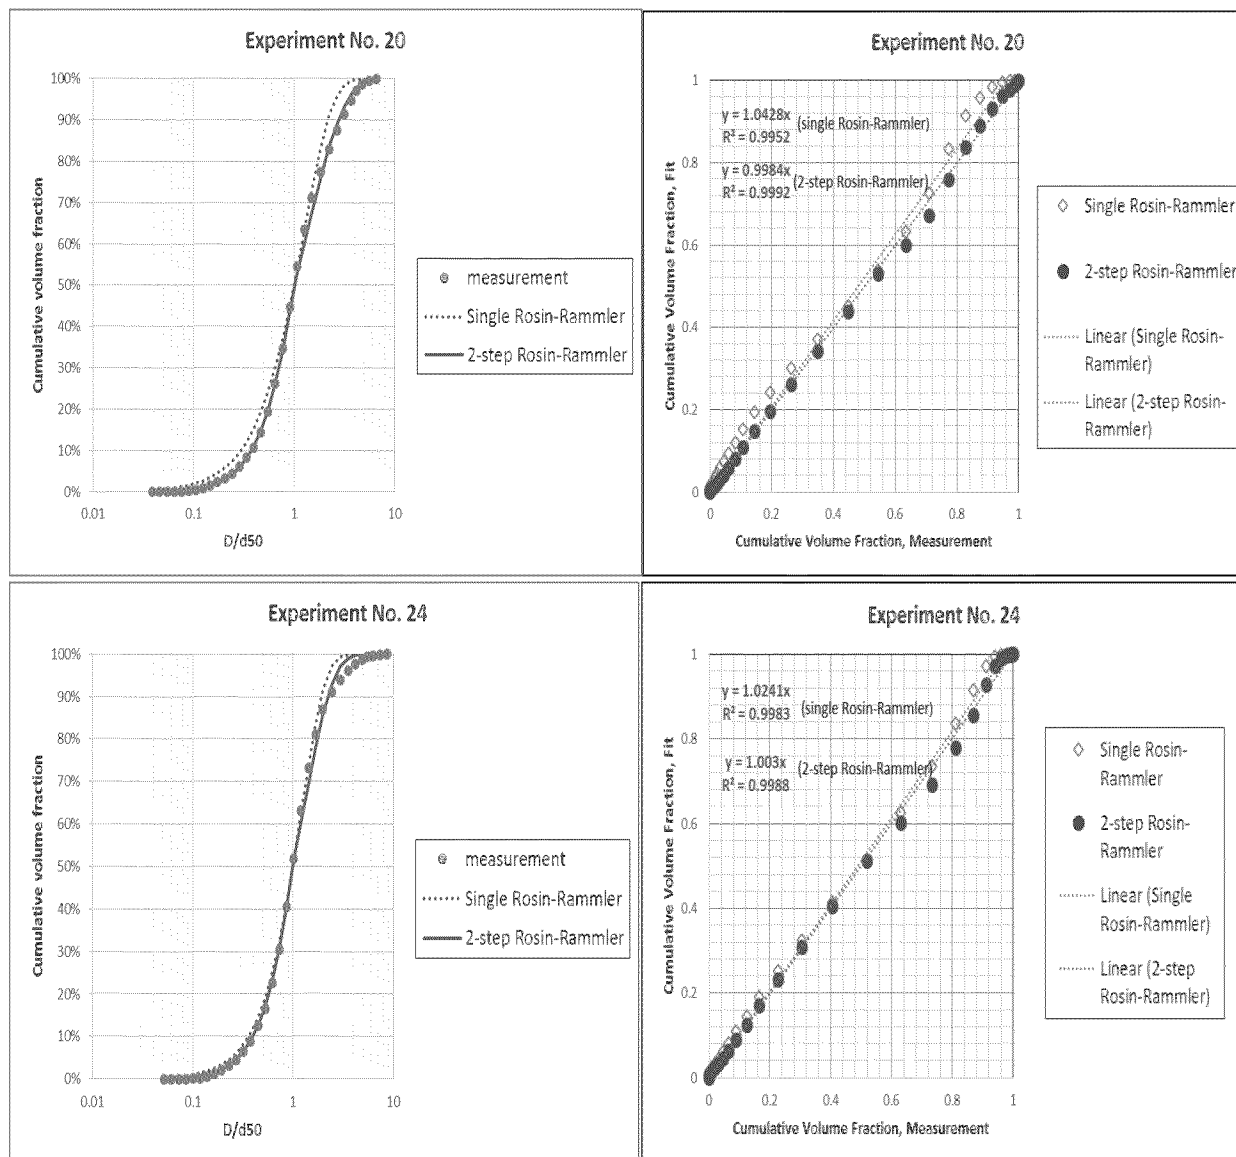 Experiment No. 20
100%
90%
80%
70%
60%
50%
40%
30%
20%
10%
0%
Cumulative volume fraction
0.01
0.1
1
10
D/d50
measurement
Single Rosin-Rammler
2-step Rosin-Rammler
Experiment No. 20
1
0.8
0.6
0.4
0.2
0
Cumulative Volume Fraction, Fit
y = 1.0428x
R² = 0.9952
(single Rosin-Rammler)
y = 0.9984x
R² = 0.9992
(2-step Rosin-Rammler)
0
0.2
0.4
0.6
0.8
1
Cumulative Volume Fraction, Measurement
Single Rosin-Rammler
2-step Rosin-Rammler
Linear (Single Rosin-
Rammler)
Linear (2-step Rosin-
Rammler)
Experiment No. 24
100%
90%
80%
70%
60%
50%
40%
30%
20%
10%
0%
Cumulative volume fraction
0.01
0.1
1
10
D/d50
measurement
Single Rosin-Rammler
2-step Rosin-Rammler
Experiment No. 24
1
0.8
0.6
0.4
0.2
0
Cumulative Volume Fraction, Fit
y = 1.0241x
R² = 0.9983
(single Rosin-Rammler)
y = 1.003x
R² = 0.9988
(2-step Rosin-Rammler)
0
0.2
0.4
0.6
0.8
1
Cumulative Volume Fraction, Measurement
Single Rosin-
Rammler
2-step Rosin-
Rammler
Linear (Single
Rosin-Rammler)
Linear (2-step
Rosin-Rammler)